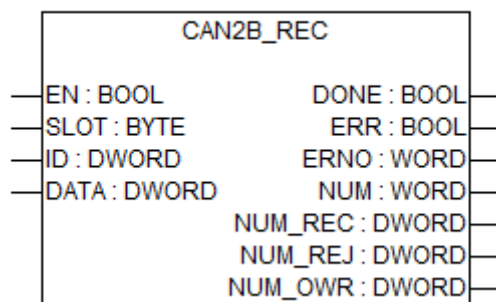 CAN2B_REC
EN : BOOL DONE : BOOL
SLOT : BYTE ERR : BOOL
ID : DWORD ERNO : WORD
DATA : DWORD NUM : WORD
NUM_REC : DWORD
NUM_REJ : DWORD
NUM_OWR : DWORD